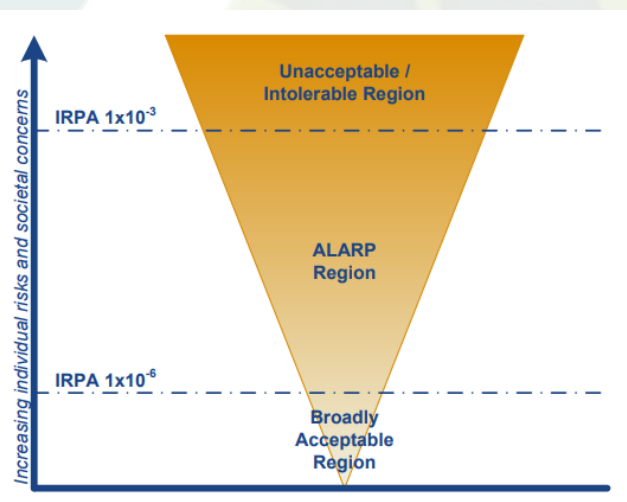 Increasing individual risks and societal concerns
Unacceptable /
Intolerable Region
IRPA 1x10⁻³
ALARP
Region
IRPA 1x10⁻⁶
Broadly
Acceptable
Region